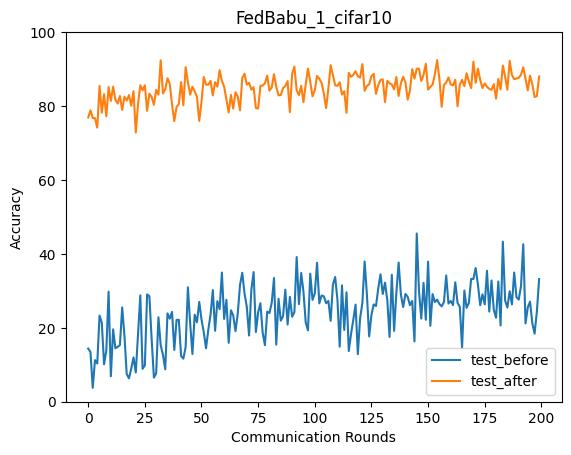 FedBabu_1_cifar10
100
80
60
40
20
0
Accuracy
0 25 50 75 100 125 150 175 200
Communication Rounds
test_before
test_after